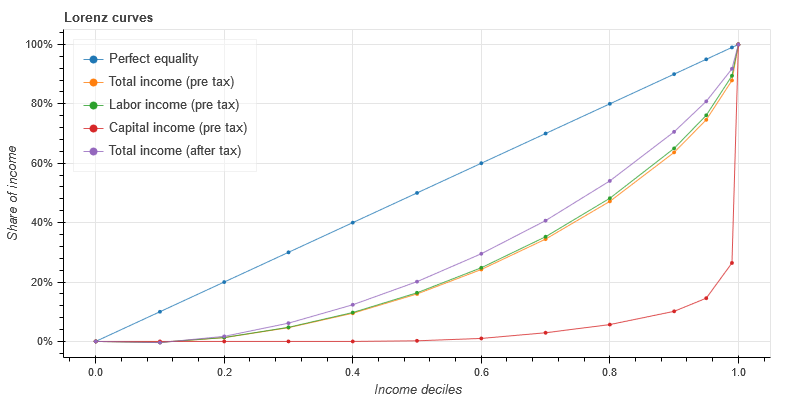 Lorenz curves
100%
80%
60%
40%
20%
0%
Share of income
Perfect equality
Total income (pre tax)
Labor income (pre tax)
Capital income (pre tax)
Total income (after tax)
0.0 0.2 0.4 0.6 0.8 1.0
Income deciles